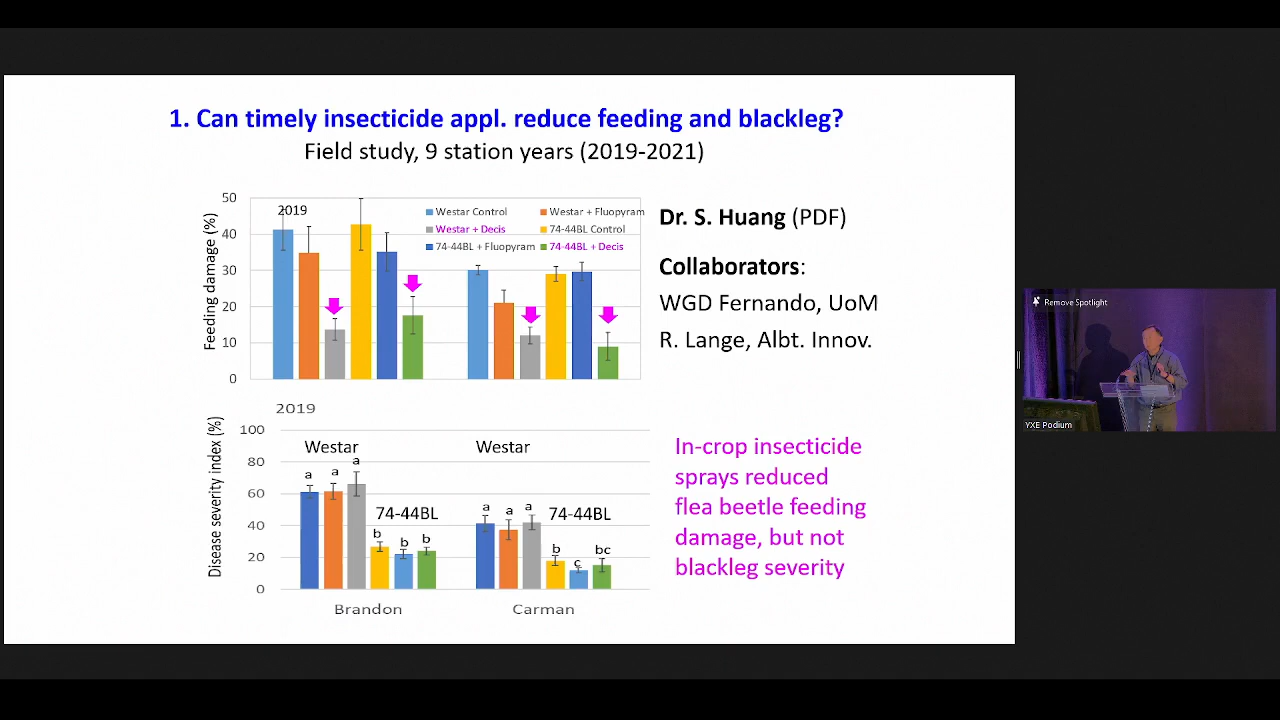 1. Can timely insecticide appl. reduce feeding and blackleg?
Field study, 9 station years (2019-2021)
Feeding damage (%)
50
40
30
20
10
0
2019
Westar Control
Westar + Fluopyram
Westar + Decis
74-44BL Control
74-44BL + Fluopyram
74-44BL + Decis
Dr. S. Huang (PDF)
Collaborators:
WGD Fernando, UoM
R. Lange, Albt. Innov.
Remove Spotlight
YXE Podium
2019
Disease severity index (%)
100
80
60
40
20
0
Westar
Westar
a a a
74-44BL
b b b
a a a
74-44BL
b c bc
Brandon
Carman
In-crop insecticide
sprays reduced
flea beetle feeding
damage, but not
blackleg severity